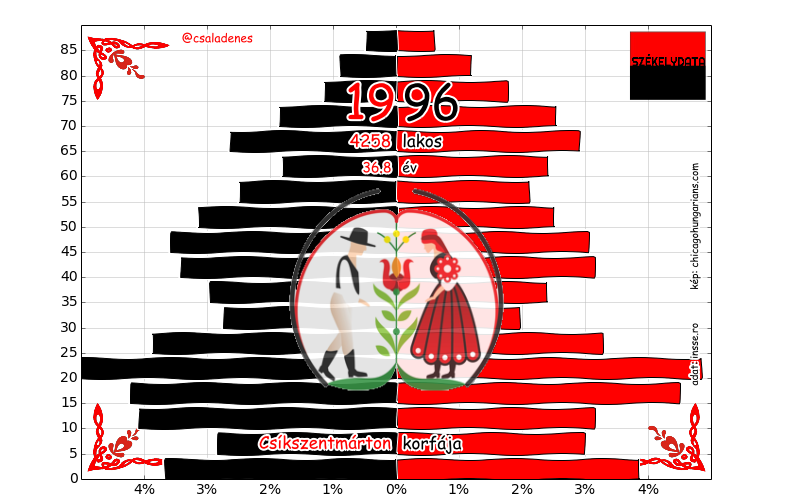 @csaladenes
SZÉKELYDATA
1996
4258 lakos
36.8 év
kép: chicagohungarians.com
adat: insse.ro
Csíkszentmárton korfája
85
80
75
70
65
60
55
50
45
40
35
30
25
20
15
10
5
0
4% 3% 2% 1% 0% 1% 2% 3% 4%